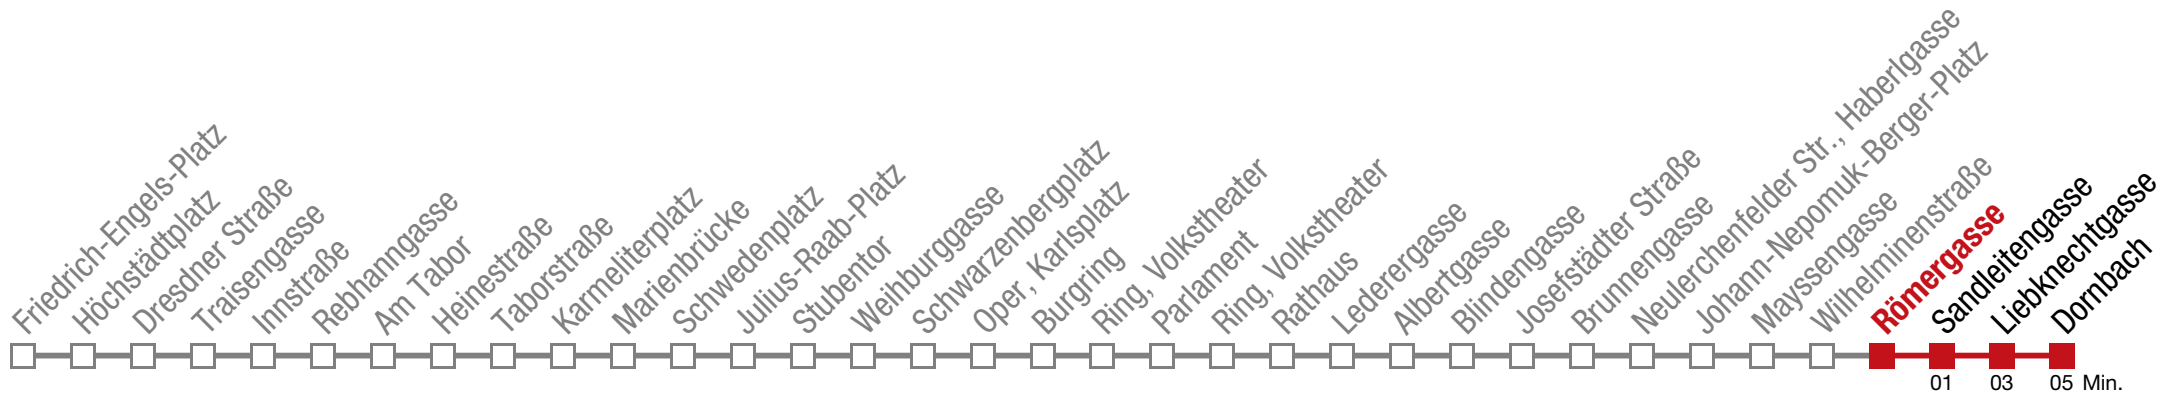 Friedrich-Engels-Platz
Höchstädtplatz
Dresdner Straße
Traisengasse
Innstraße
Rebhanngasse
Am Tabor
Heinestraße
Taborstraße
Karmeliterplatz
Marienbrücke
Schwedenplatz
Julius-Raab-Platz
Stubentor
Weihburggasse
Schwarzenbergplatz
Oper, Karlsplatz
Burgring
Ring, Volkstheater
Parlament
Ring, Volkstheater
Rathaus
Lederergasse
Albertgasse
Blindengasse
Josefstädter Straße
Brunnengasse
Neulerchenfelder Str., Haberlgasse
Johann-Nepomuk-Berger-Platz
Mayssengasse
Wilhelminenstraße
Römergasse
Sandleitengasse
Liebknechtgasse
Dornbach
01 03 05 Min.